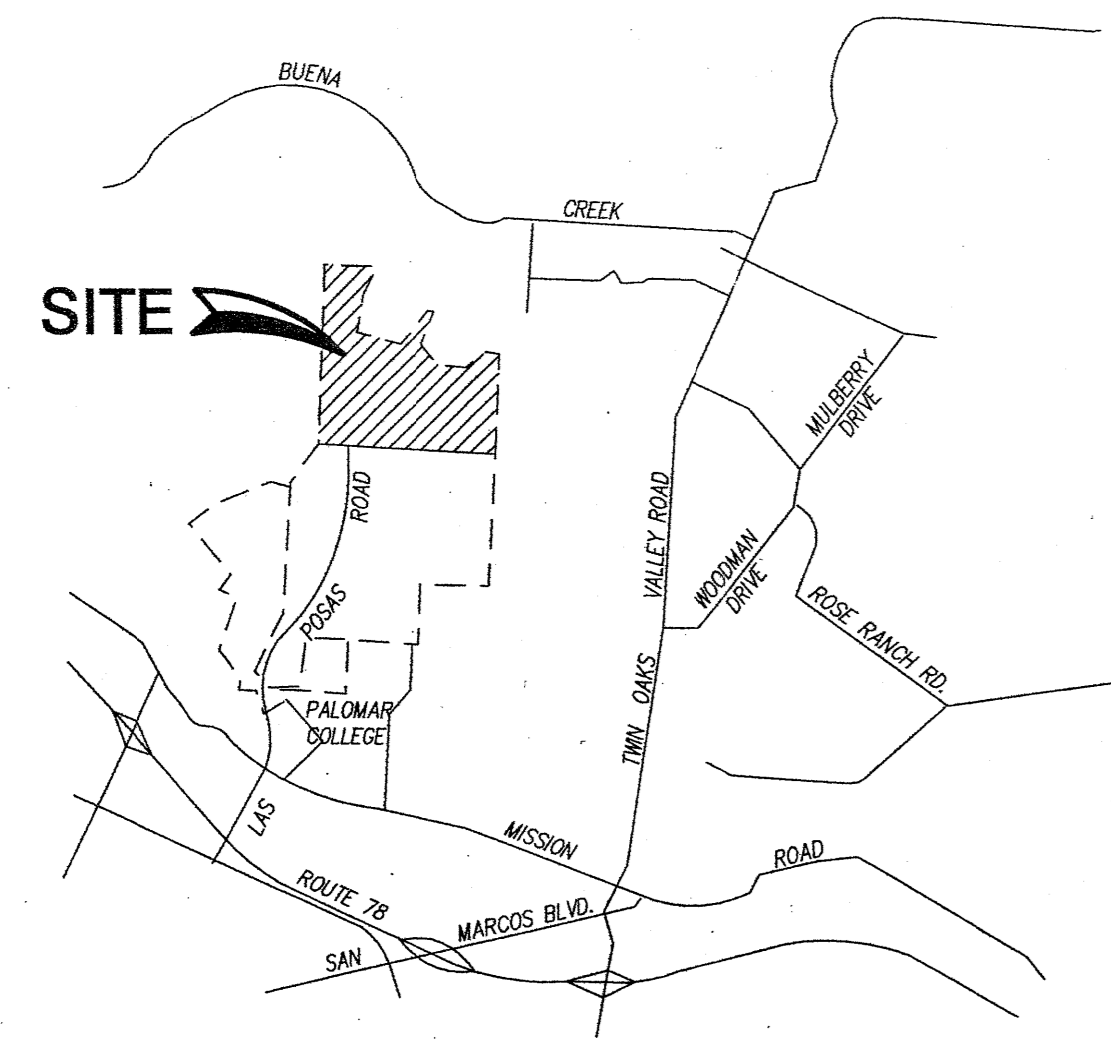 BUENA
CREEK
SITE
MULBERRY
DRIVE
ROAD
VALLEY ROAD
WOODMAN
DRIVE
POSAS
ROSE RANCH RD.
TWIN OAKS
PALOMAR
COLLEGE
LAS
MISSION
ROAD
ROUTE 78
MARCOS BLVD.
SAN